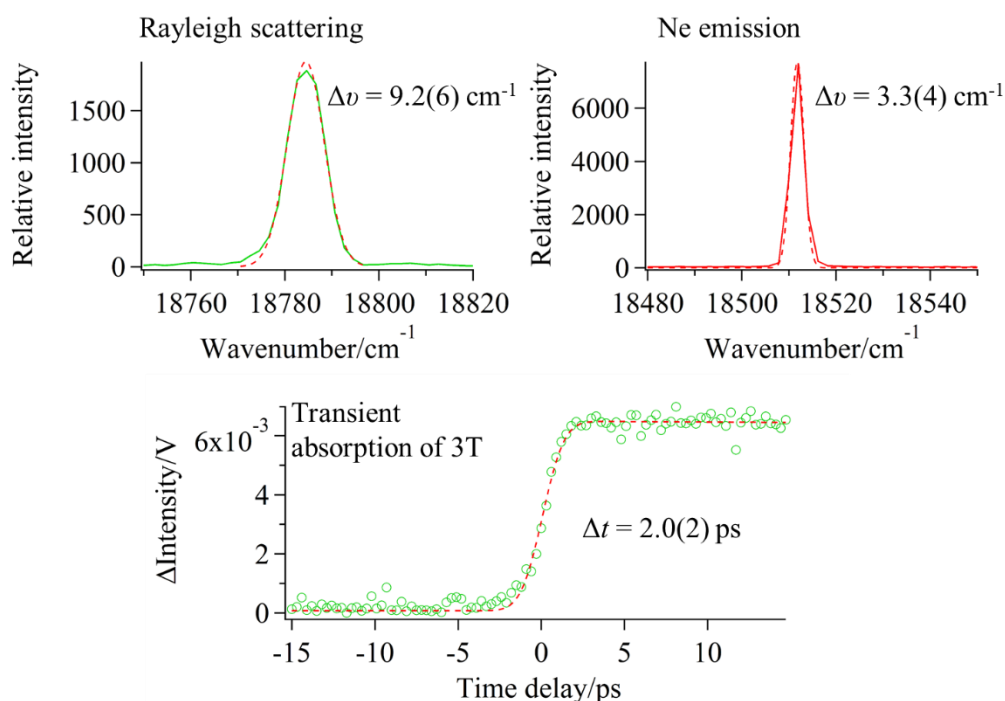 Rayleigh scattering
Relative intensity
1500
1000
500
0
Δυ = 9.2(6) cm⁻¹
18760 18780 18800 18820
Wavenumber/cm⁻¹
Ne emission
Relative intensity
6000
4000
2000
0
Δυ = 3.3(4) cm⁻¹
18480 18500 18520 18540
Wavenumber/cm⁻¹
ΔIntensity/V
6x10⁻³
4
2
0
Transient
absorption of 3T
Δt = 2.0(2) ps
-15 -10 -5 0 5 10
Time delay/ps